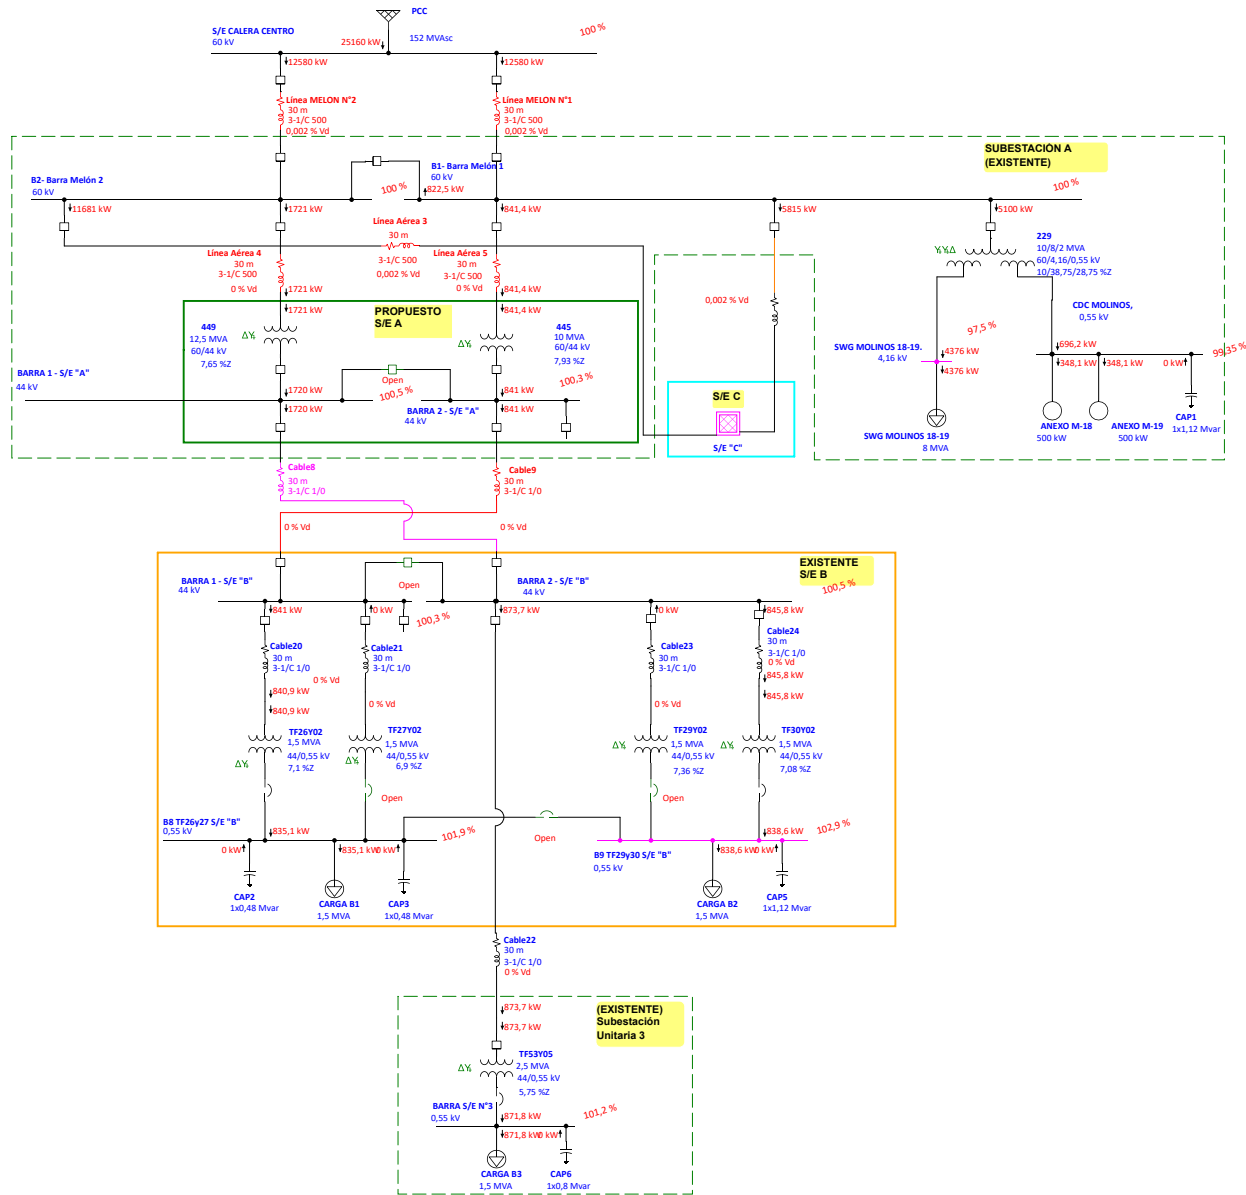 PCC
S/E CALERA CENTRO
60 kV
25160 kW
152 MVAsc
100 %
12580 kW
12580 kW
Línea MELON N°2
30 m
3-1/C 500
0,002 % Vd
Línea MELON N°1
30 m
3-1/C 500
0,002 % Vd
SUBESTACIÓN A
(EXISTENTE)
B2- Barra Melón 2
60 kV
B1- Barra Melón 1
60 kV
100 %
822,5 kW
100 %
11681 kW
1721 kW
841,4 kW
5815 kW
5100 kW
Línea Aérea 3
30 m
3-1/C 500
0,002 % Vd
Línea Aérea 4
30 m
3-1/C 500
0 % Vd
Línea Aérea 5
30 m
3-1/C 500
0 % Vd
229
10/8/2 MVA
60/4,16/0,55 kV
10/38,75/28,75 %Z
1721 kW
841,4 kW
1721 kW
841,4 kW
0,002 % Vd
CDC MOLINOS,
0,55 kV
PROPUESTO
S/E A
449
12,5 MVA
60/44 kV
7,65 %Z
445
10 MVA
60/44 kV
7,93 %Z
97,5 %
SWG MOLINOS 18-19.
4,16 kV
4376 kW
4376 kW
696,2 kW
99,35 %
348,1 kW
348,1 kW
0 kW
BARRA 1 - S/E "A"
44 kV
Open
100,5 %
100,3 %
1720 kW
841 kW
1720 kW
841 kW
BARRA 2 - S/E "A"
44 kV
S/E C
S/E "C"
SWG MOLINOS 18-19
8 MVA
ANEXO M-18
500 kW
ANEXO M-19
500 kW
CAP1
1x1,12 Mvar
Cable8
30 m
3-1/C 1/0
Cable9
30 m
3-1/C 1/0
0 % Vd
0 % Vd
EXISTENTE
S/E B
BARRA 1 - S/E "B"
44 kV
Open
BARRA 2 - S/E "B"
44 kV
100,5 %
841 kW
0 kW
100,3 %
873,7 kW
0 kW
845,8 kW
Cable20
30 m
3-1/C 1/0
0 % Vd
Cable21
30 m
3-1/C 1/0
0 % Vd
Cable23
30 m
3-1/C 1/0
0 % Vd
Cable24
30 m
3-1/C 1/0
0 % Vd
840,9 kW
840,9 kW
845,8 kW
845,8 kW
TF26Y02
1,5 MVA
44/0,55 kV
7,1 %Z
TF27Y02
1,5 MVA
44/0,55 kV
6,9 %Z
TF29Y02
1,5 MVA
44/0,55 kV
7,36 %Z
TF30Y02
1,5 MVA
44/0,55 kV
7,08 %Z
Open
B8 TF26y27 S/E "B"
0,55 kV
835,1 kW
101,9 %
Open
838,6 kW
102,9 %
0 kW
835,1 kW
0 kW
B9 TF29y30 S/E "B"
0,55 kV
838,6 kW
0 kW
CAP2
1x0,48 Mvar
CARGA B1
1,5 MVA
CAP3
1x0,48 Mvar
CARGA B2
1,5 MVA
CAP5
1x1,12 Mvar
Cable22
30 m
3-1/C 1/0
0 % Vd
873,7 kW
873,7 kW
(EXISTENTE)
Subestación
Unitaria 3
TF53Y05
2,5 MVA
44/0,55 kV
5,75 %Z
BARRA S/E N°3
0,55 kV
871,8 kW
101,2 %
871,8 kW
0 kW
CARGA B3
1,5 MVA
CAP6
1x0,8 Mvar